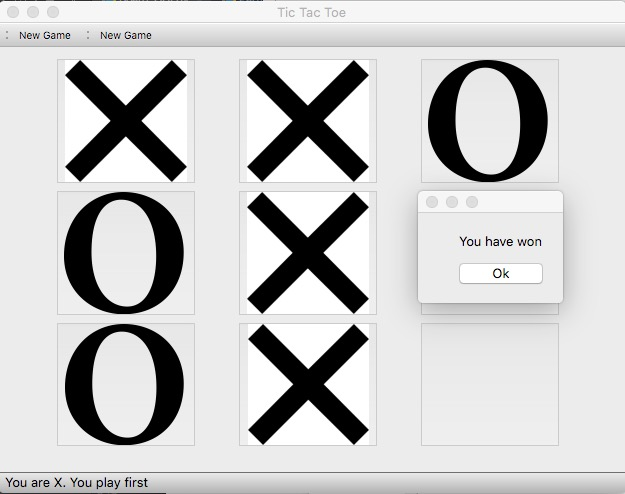 Tic Tac Toe
New Game New Game
X X O
O X
O X
You have won
Ok
You are X. You play first